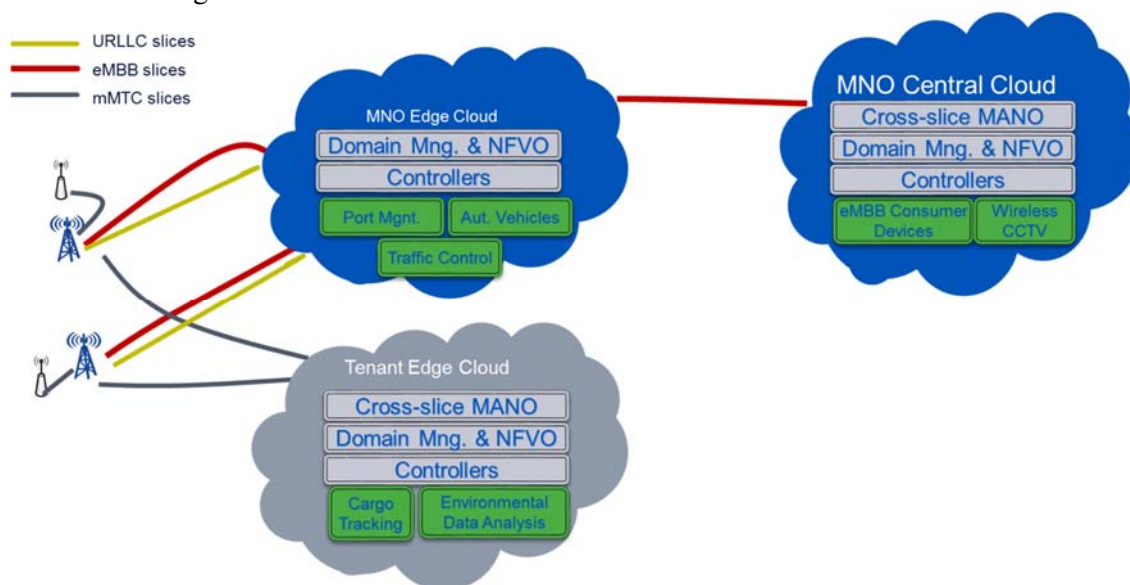 URLLC slices
eMBB slices
mMTC slices
MNO Edge Cloud
Domain Mng. & NFVO
Controllers
Port Mgnt.
Aut. Vehicles
Traffic Control
MNO Central Cloud
Cross-slice MANO
Domain Mng. & NFVO
Controllers
eMBB Consumer
Devices
Wireless
CCTV
Tenant Edge Cloud
Cross-slice MANO
Domain Mng. & NFVO
Controllers
Cargo
Tracking
Environmental
Data Analysis